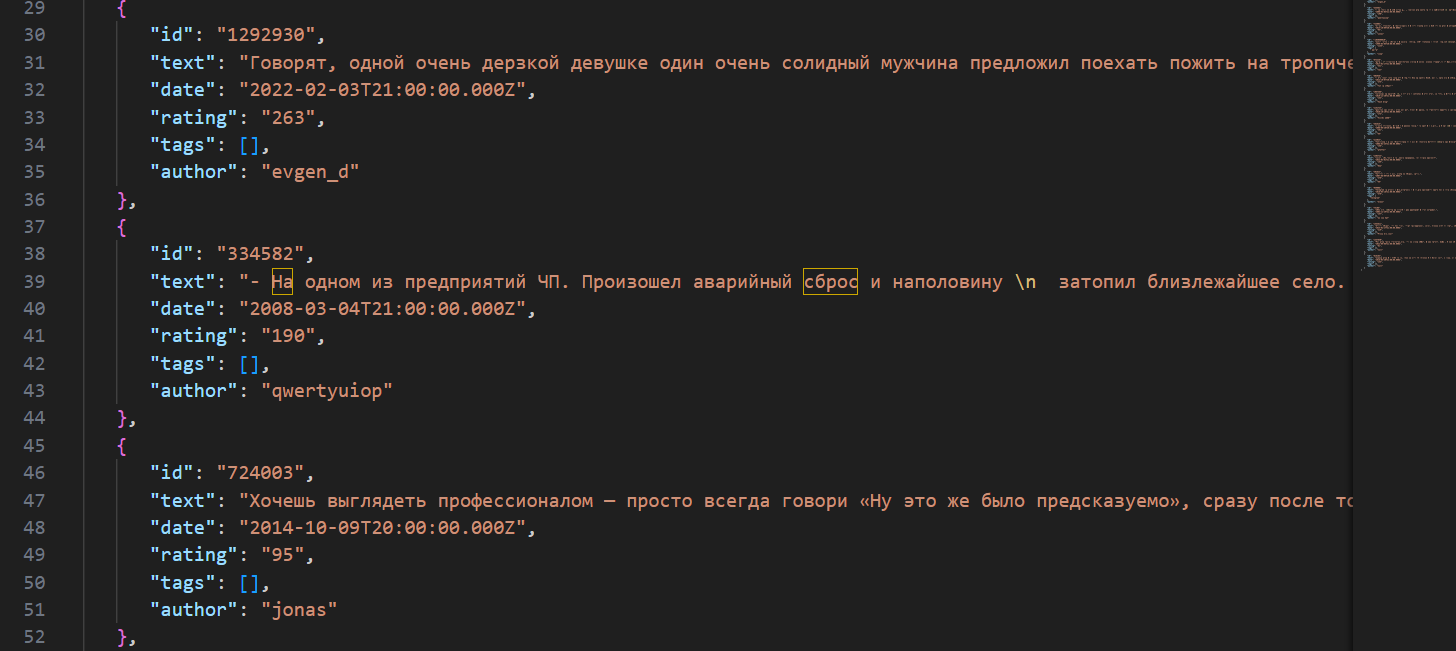 29 {
30 "id": "1292930",
31 "text": "Говорят, одной очень дерзкой девушке один очень солидный мужчина предложил поехать пожить на тропиче
32 "date": "2022-02-03T21:00:00.000Z",
33 "rating": "263",
34 "tags": [],
35 "author": "evgen_d"
36 },
37 {
38 "id": "334582",
39 "text": "- На одном из предприятий ЧП. Произошел аварийный сброс и наполовину \n  затопил близлежайшее село.
40 "date": "2008-03-04T21:00:00.000Z",
41 "rating": "190",
42 "tags": [],
43 "author": "qwertyuiop"
44 },
45 {
46 "id": "724003",
47 "text": "Хочешь выглядеть профессионалом — просто всегда говори «Ну это же было предсказуемо», сразу после то
48 "date": "2014-10-09T20:00:00.000Z",
49 "rating": "95",
50 "tags": [],
51 "author": "jonas"
52 },